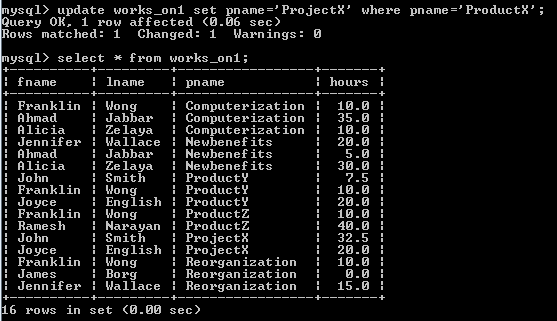 mysql> update works_on1 set pname='ProjectX' where pname='ProductX';
Query OK, 1 row affected (0.06 sec)
Rows matched: 1  Changed: 1  Warnings: 0
mysql> select * from works_on1;
+----------+---------+-----------------+-------+
| fname    | lname   | pname           | hours |
+----------+---------+-----------------+-------+
| Franklin | Wong    | Computerization |  10.0 |
| Ahmad    | Jabbar  | Computerization |  35.0 |
| Alicia   | Zelaya  | Computerization |  10.0 |
| Jennifer | Wallace | Newbenefits     |  20.0 |
| Ahmad    | Jabbar  | Newbenefits     |   5.0 |
| Alicia   | Zelaya  | Newbenefits     |  30.0 |
| John     | Smith   | ProductY        |   7.5 |
| Franklin | Wong    | ProductY        |  10.0 |
| Joyce    | English | ProductY        |  20.0 |
| Franklin | Wong    | ProductZ        |  10.0 |
| Ramesh   | Narayan | ProductZ        |  40.0 |
| John     | Smith   | ProjectX        |  32.5 |
| Joyce    | English | ProjectX        |  20.0 |
| Franklin | Wong    | Reorganization  |  10.0 |
| James    | Borg    | Reorganization  |   0.0 |
| Jennifer | Wallace | Reorganization  |  15.0 |
+----------+---------+-----------------+-------+
16 rows in set (0.00 sec)